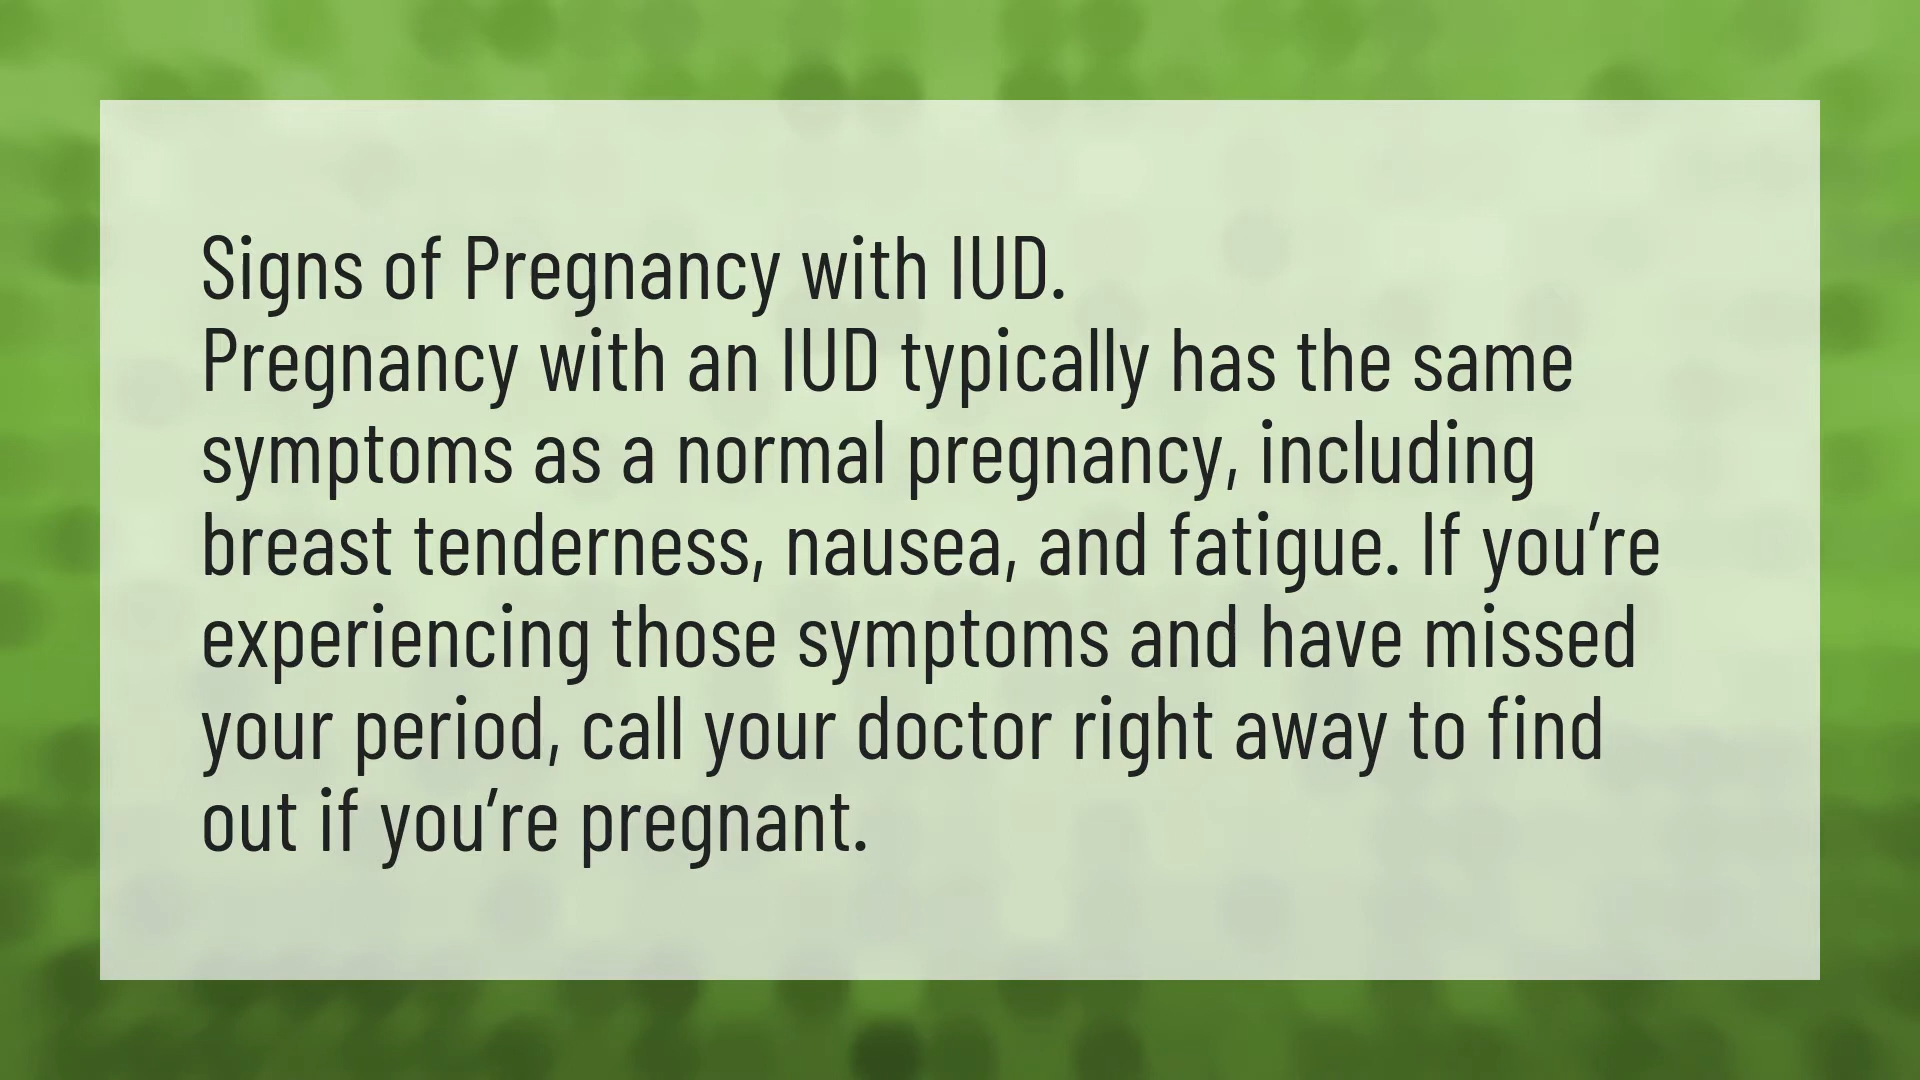 Signs of Pregnancy with IUD.
Pregnancy with an IUD typically has the same
symptoms as a normal pregnancy, including
breast tenderness, nausea, and fatigue. If you’re
experiencing those symptoms and have missed
your period, call your doctor right away to find
out if you’re pregnant.